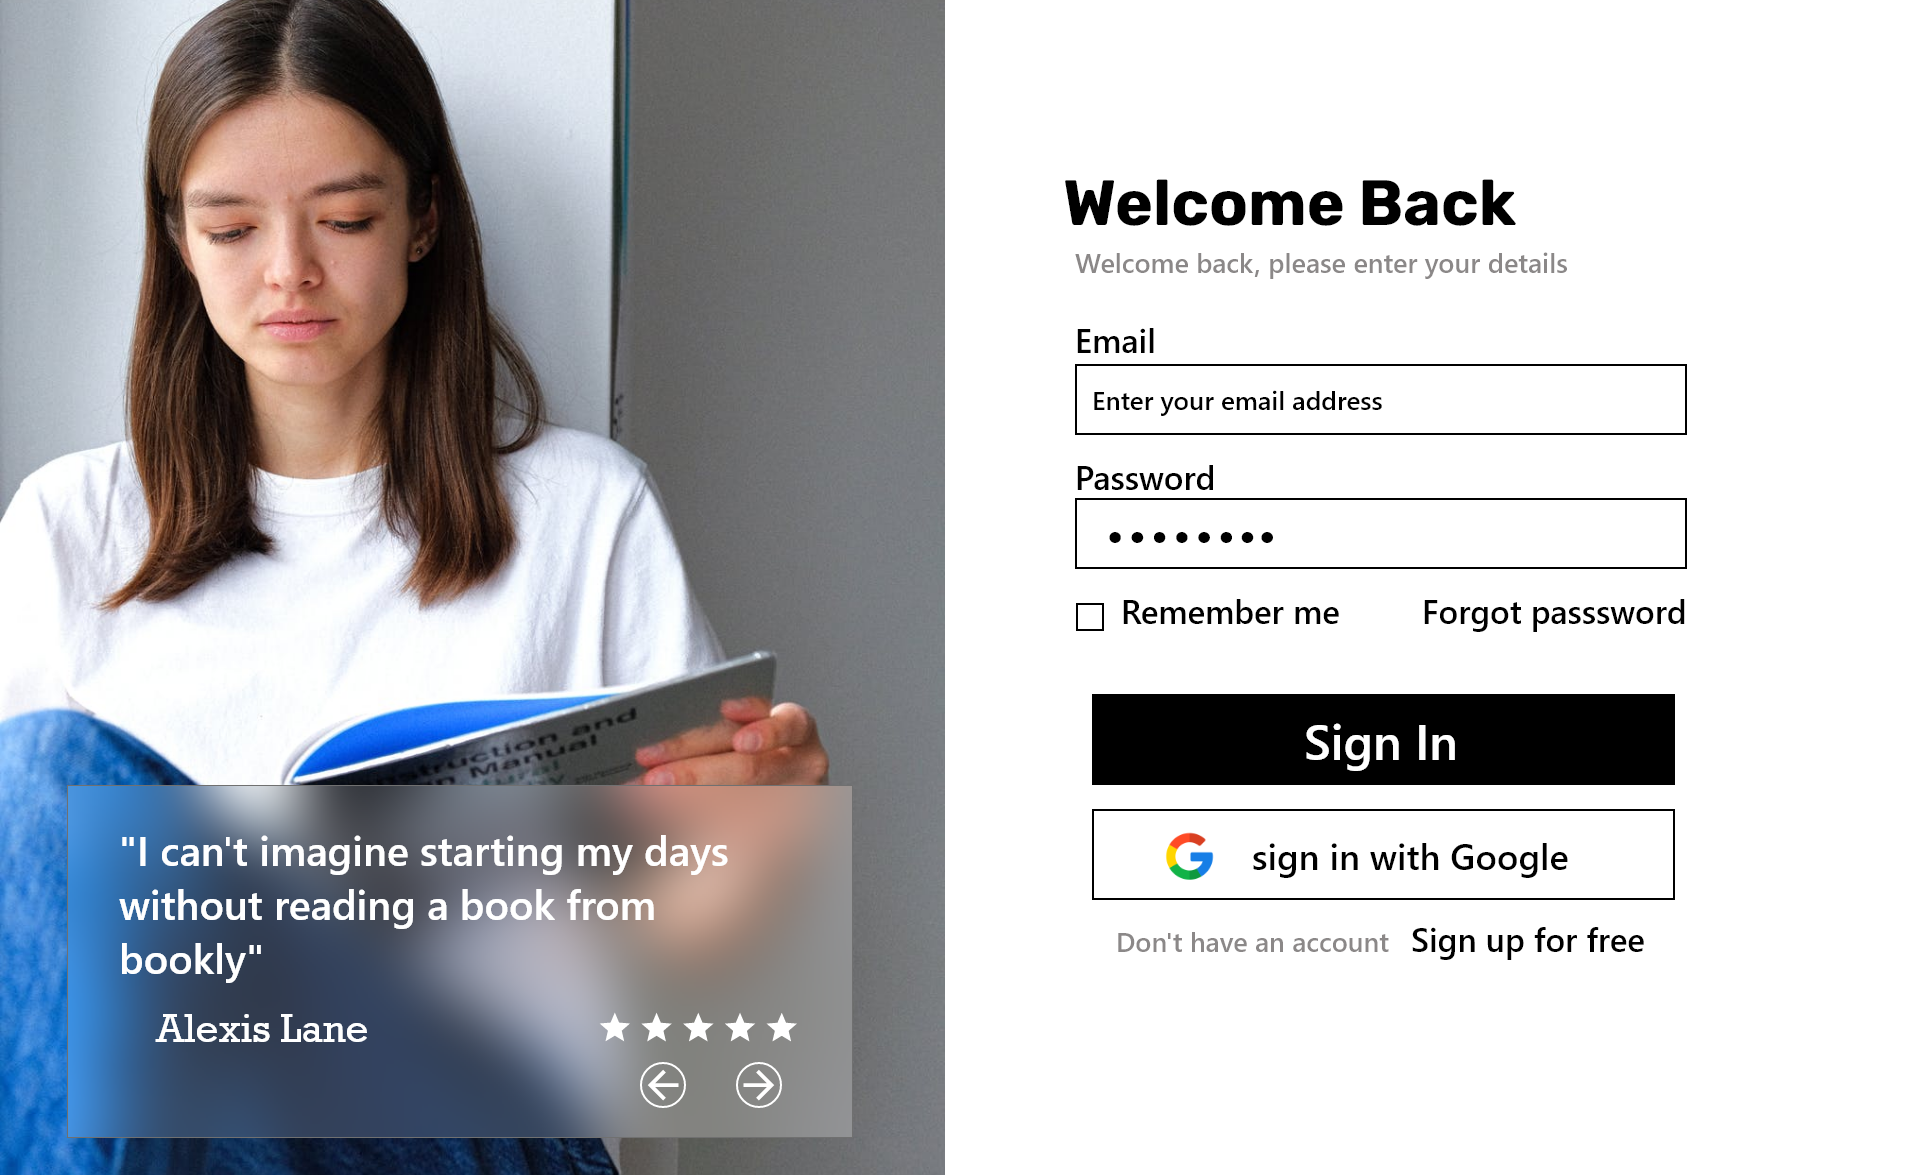 Instruction and
Manual
"I can't imagine starting my days
without reading a book from
bookly"
Alexis Lane
Welcome Back
Welcome back, please enter your details
Email
Enter your email address
Password
Remember me
Forgot passsword
Sign In
sign in with Google
Don't have an account Sign up for free